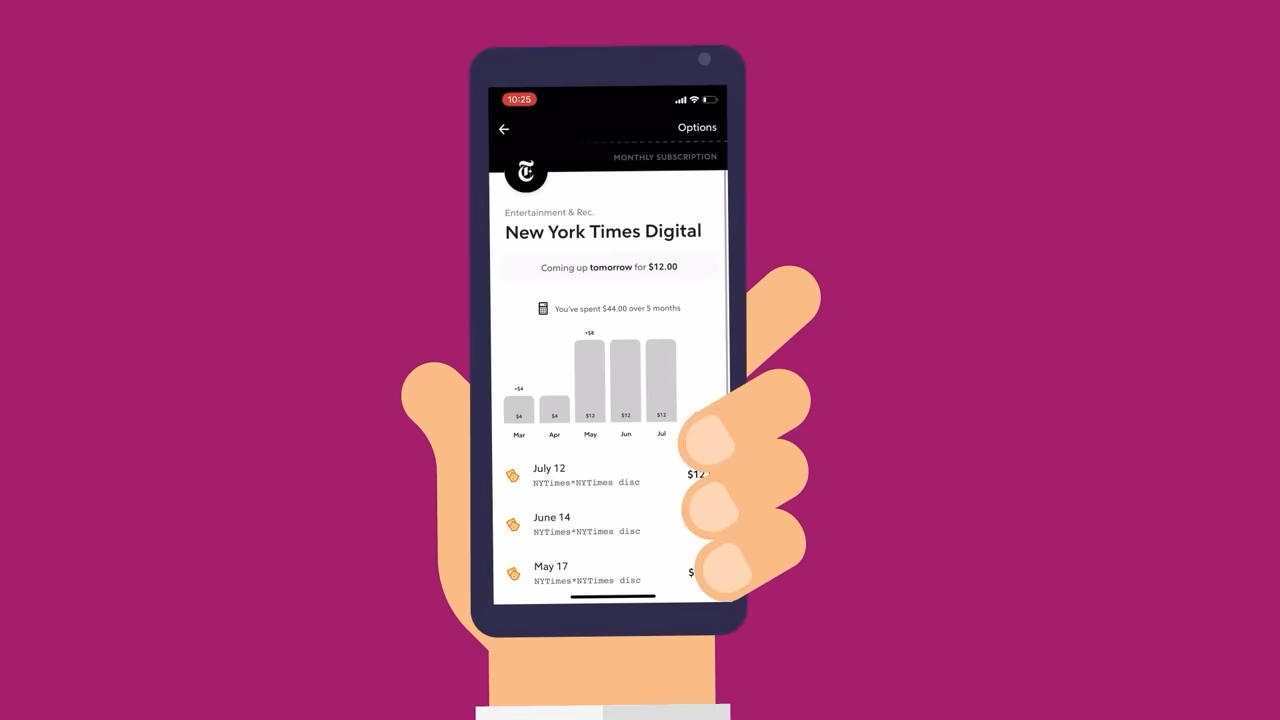 10:25
Options
MONTHLY SUBSCRIPTION
Entertainment & Rec.
New York Times Digital
Coming up tomorrow for $12.00
You've spent $44.00 over 5 months
+$8
+$4
$4 $4 $12 $12 $12
Mar Apr May Jun Jul
July 12
$12
NYTimes*NYTimes disc
June 14
NYTimes*NYTimes disc
May 17
$
NYTimes*NYTimes disc